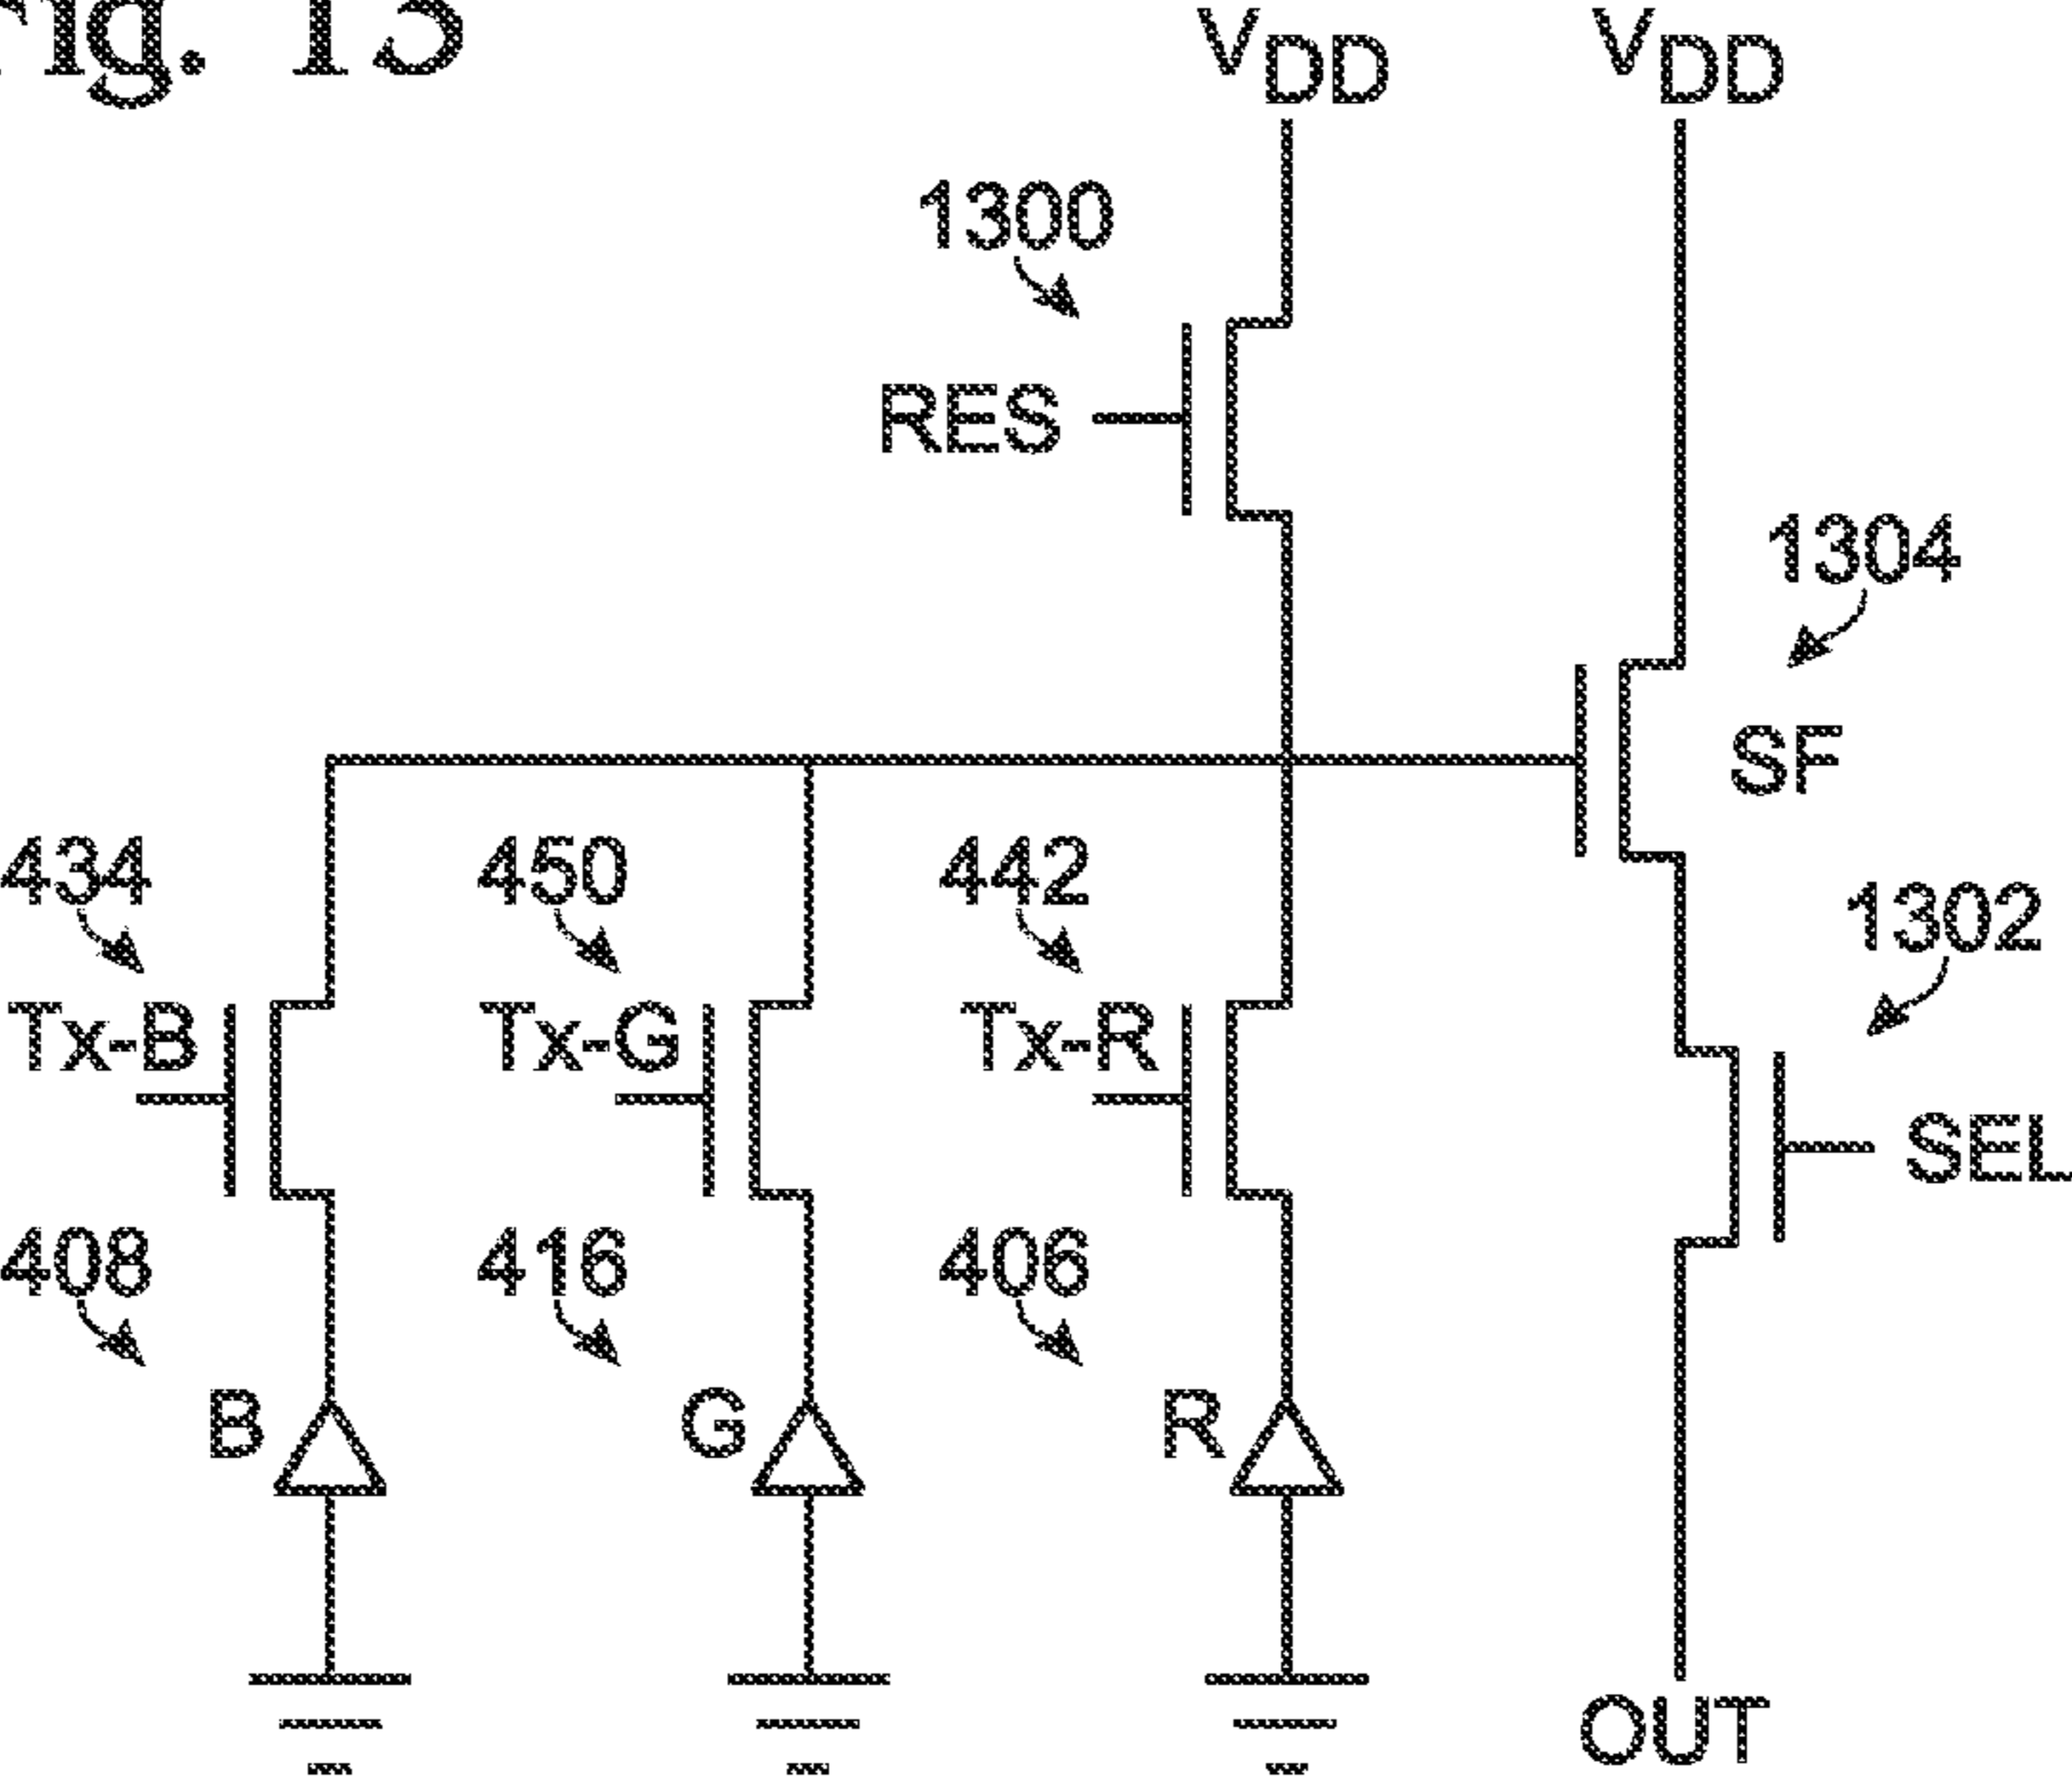 Fig. 13
VDD VDD
1300
RES
1304
SF
434 450 442
1302
Tx-B Tx-G Tx-R
SEL
408 416 406
B G R
OUT